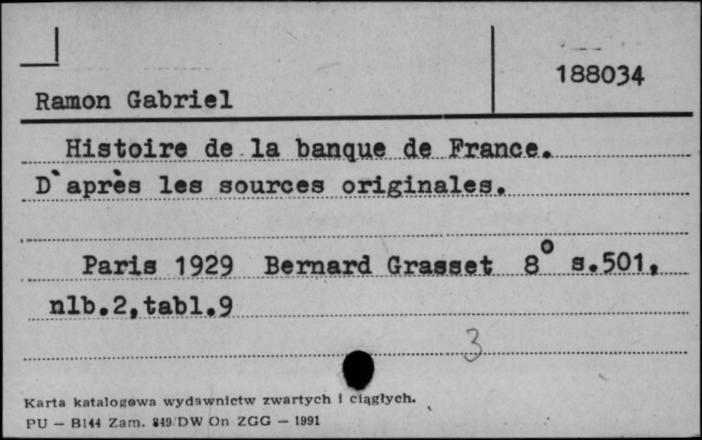 188034
Ramon Gabriel
Histoire de la banque de France.
D`après les sources originales.
Paris 1929 Bernard Grasset 8° s.501,
nlb.2,tabl.9
3
Karta katalogowa wydawnictw zwartych i ciągłych.
PU — B144 Zam. 849/DW On ZGG — 1991